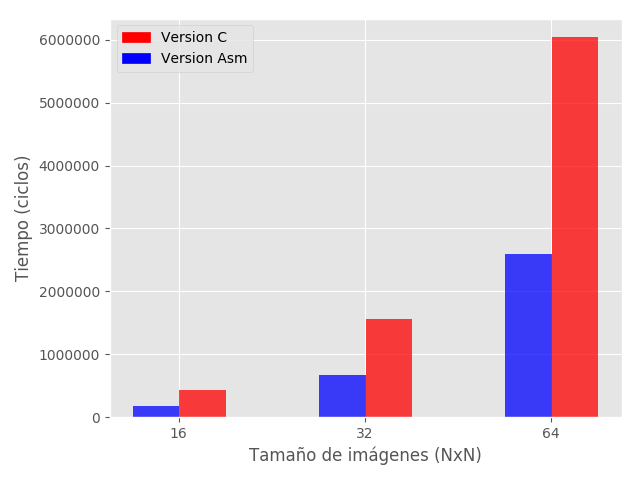 Version C
Version Asm
Tiempo (ciclos)
6000000
5000000
4000000
3000000
2000000
1000000
0
16 32 64
Tamaño de imágenes (NxN)